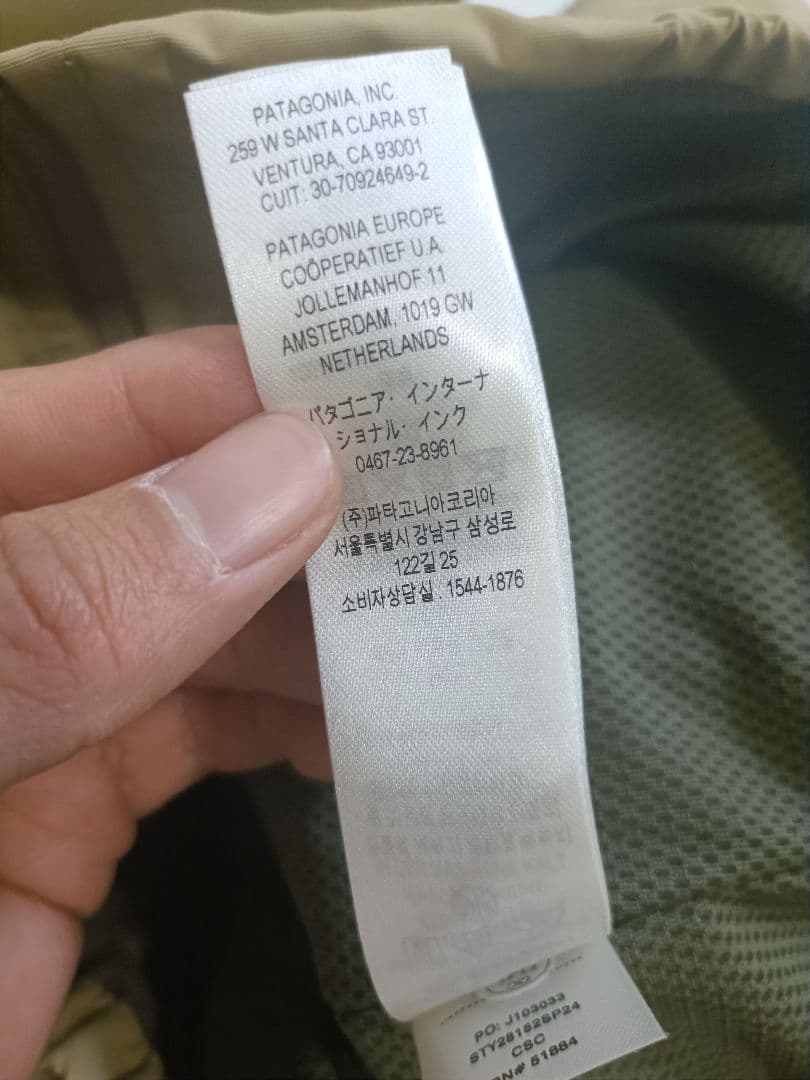 PATAGONIA, INC.
259 W SANTA CLARA ST
VENTURA, CA 93001
CUIT: 30-70924649-2
PATAGONIA EUROPE
COÖPERATIEF U.A.
JOLLEMANHOF 11
AMSTERDAM, 1019 GW
NETHERLANDS
パタゴニア・インターナ
ショナル・インク
0467-23-8961
(주)파타고니아코리아
서울특별시 강남구 삼성로
122길 25
소비자상담실 : 1544-1876
PO: J103033
STY28152SP24
CSC
RN# 51884